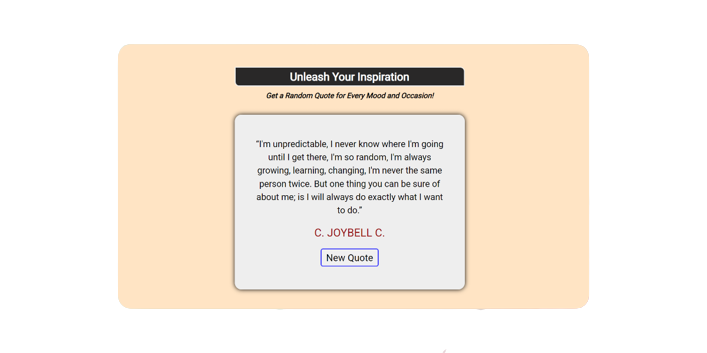 Unleash Your Inspiration
Get a Random Quote for Every Mood and Occasion!
“I'm unpredictable, I never know where I'm going
until I get there, I'm so random, I'm always
growing, learning, changing, I'm never the same
person twice. But one thing you can be sure of
about me; is I will always do exactly what I want
to do.”
C. JOYBELL C.
New Quote